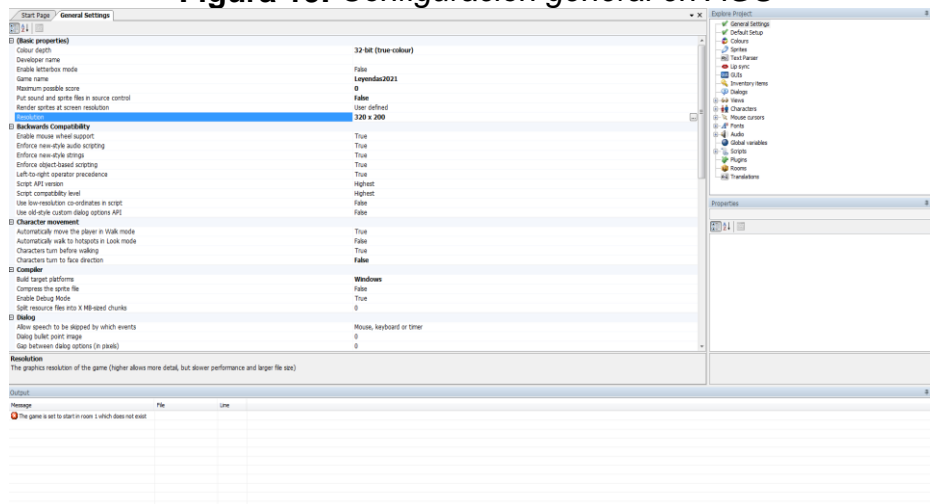 Figura 16. Configuración general en AGS
Start Page / General Settings
(Basic properties)
Colour depth 32-bit (true-colour)
Developer name
Enable letterbox mode False
Game name Leyendas2021
Maximum possible score 0
Put sound and sprite files in source control False
Render sprites at screen resolution User defined
Resolution 320 x 200
Backwards Compatibility
Enable mouse wheel support True
Enforce new-style audio scripting True
Enforce new-style strings True
Enforce object-based scripting True
Left-to-right operator precedence True
Script API version Highest
Script compatibility level Highest
Use low-resolution co-ordinates in script False
Use old-style custom dialog options API False
Character movement
Automatically move the player in Walk mode True
Automatically walk to hotspots in Look mode False
Characters turn before walking True
Characters turn to face direction False
Compiler
Build target platforms Windows
Compress the sprite file False
Enable Debug Mode True
Split resource files into X MB-sized chunks 0
Dialog
Allow speech to be skipped by which events Mouse, keyboard or timer
Dialog bullet point image 0
Gap between dialog options (in pixels) 0
Resolution
The graphics resolution of the game (higher allows more detail, but slower performance and larger file size)
Explore Project
General Settings
Default Setup
Colours
Sprites
Text Parser
Lip sync
GUIs
Inventory items
Dialogs
Views
Characters
Mouse cursors
Fonts
Audio
Global variables
Scripts
Plugins
Rooms
Translations
Properties
Output
Message File Line
The game is set to start in room 1 which does not exist